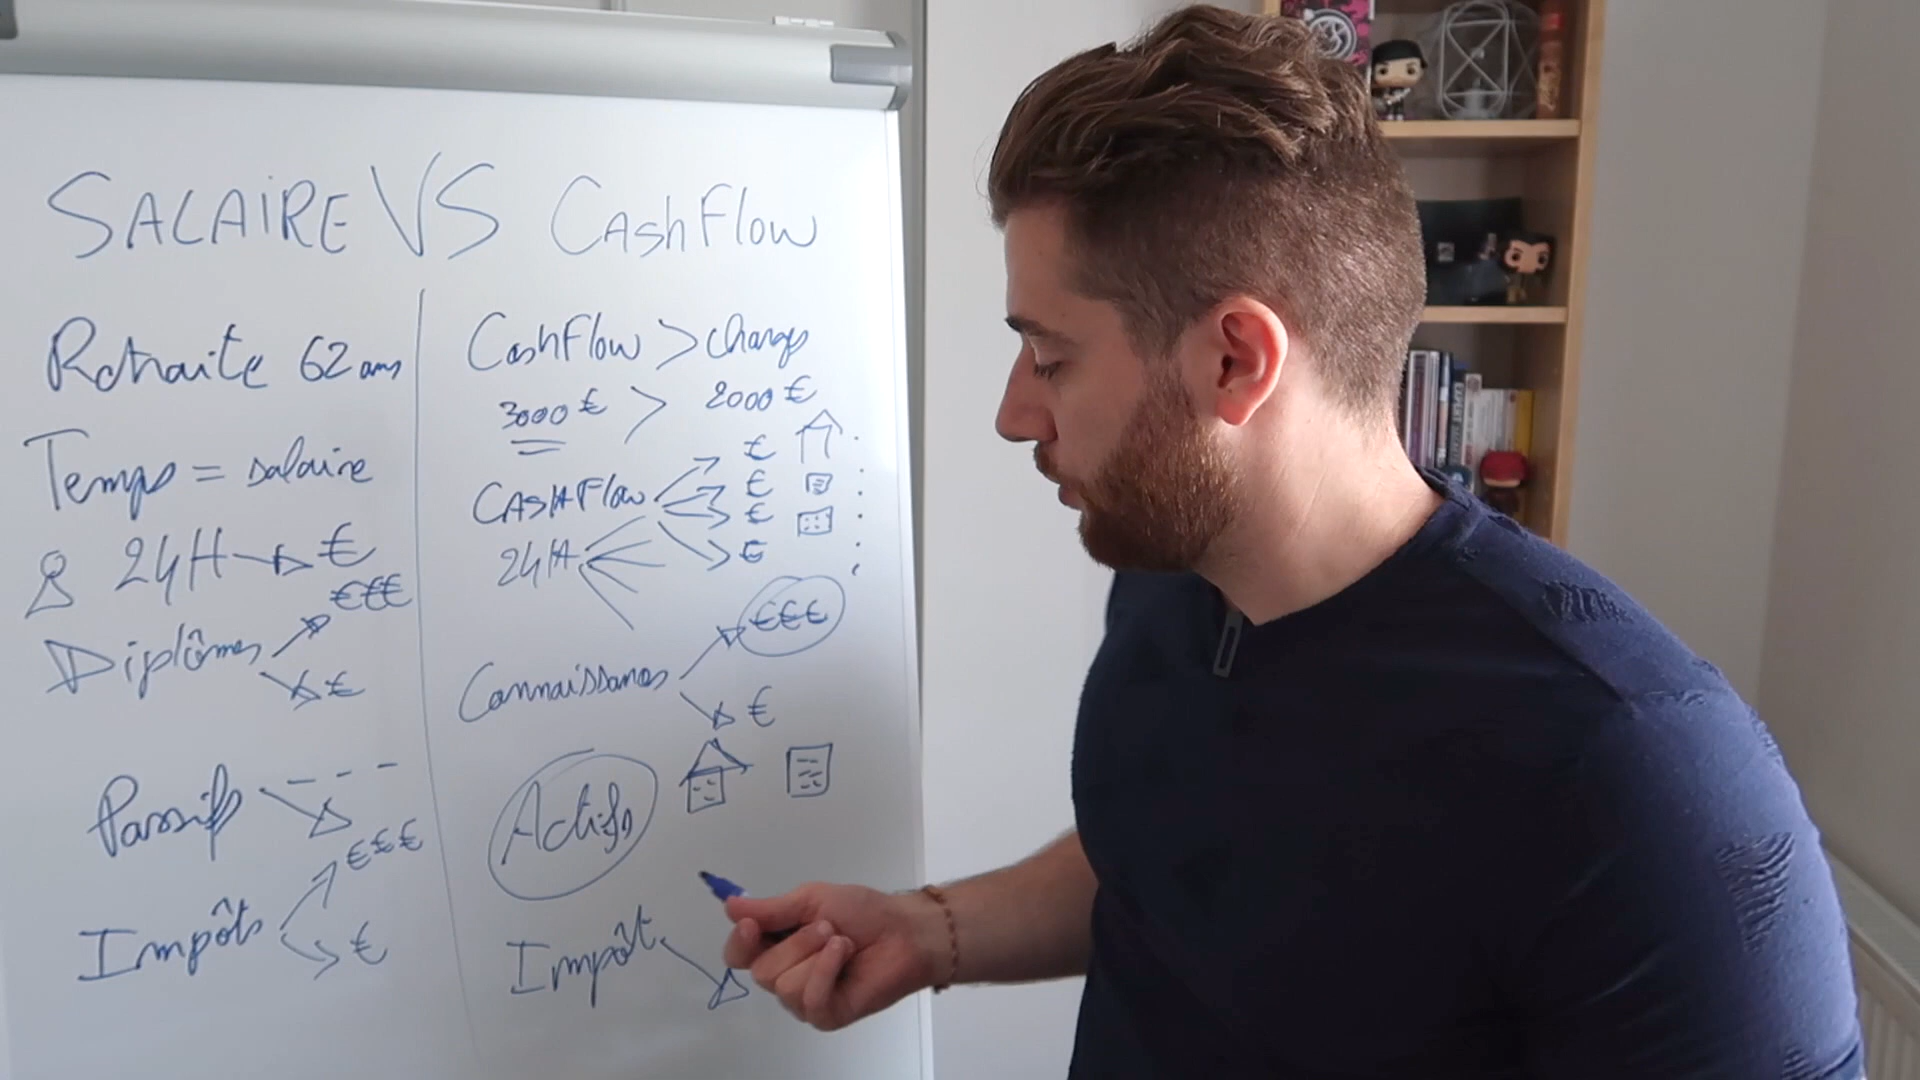 SALAIRE VS CashFlow
Retraite 62 ans
Temps = salaire
24H €
€€€
Diplômes
€
Passifs
€€€
Impôts
€
CashFlow > charges
3000 € > 2000 €
€
CASHFlow €
€
24H €
€€€
Connaissances
€
Actifs
Impôt